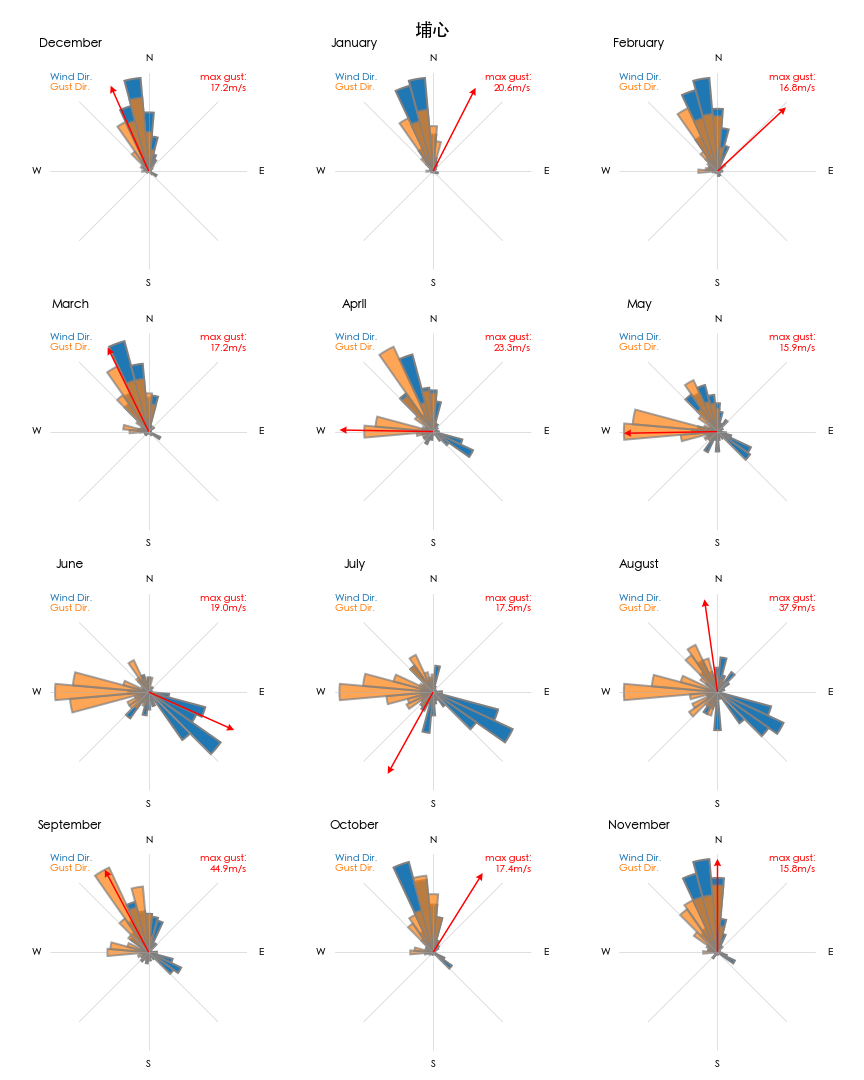 埔心
December
N
Wind Dir.
Gust Dir.
max gust:
17.2m/s
W
E
S
January
N
Wind Dir.
Gust Dir.
max gust:
20.6m/s
W
E
S
February
N
Wind Dir.
Gust Dir.
max gust:
16.8m/s
W
E
S
March
N
Wind Dir.
Gust Dir.
max gust:
17.2m/s
W
E
S
April
N
Wind Dir.
Gust Dir.
max gust:
23.3m/s
W
E
S
May
N
Wind Dir.
Gust Dir.
max gust:
15.9m/s
W
E
S
June
N
Wind Dir.
Gust Dir.
max gust:
19.0m/s
W
E
S
July
N
Wind Dir.
Gust Dir.
max gust:
17.5m/s
W
E
S
August
N
Wind Dir.
Gust Dir.
max gust:
37.9m/s
W
E
S
September
N
Wind Dir.
Gust Dir.
max gust:
44.9m/s
W
E
S
October
N
Wind Dir.
Gust Dir.
max gust:
17.4m/s
W
E
S
November
N
Wind Dir.
Gust Dir.
max gust:
15.8m/s
W
E
S